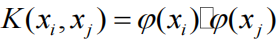 K(x_i, x_j) = φ(x_i)□φ(x_j)